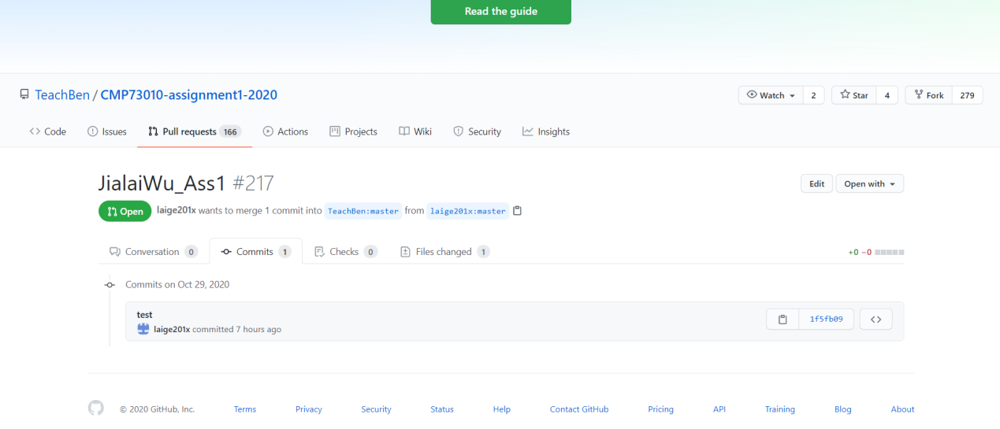 Read the guide
TeachBen / CMP73010-assignment1-2020
Watch 2 Star 4 Fork 279
Code Issues Pull requests 166 Actions Projects Wiki Security Insights
JialaiWu_Ass1 #217
Edit Open with
Open laige201x wants to merge 1 commit into TeachBen:master from laige201x:master
Conversation 0 Commits 1 Checks 0 Files changed 1 +0 −0
Commits on Oct 29, 2020
test
laige201x committed 7 hours ago
1f5fb09
© 2020 GitHub, Inc. Terms Privacy Security Status Help Contact GitHub Pricing API Training Blog About